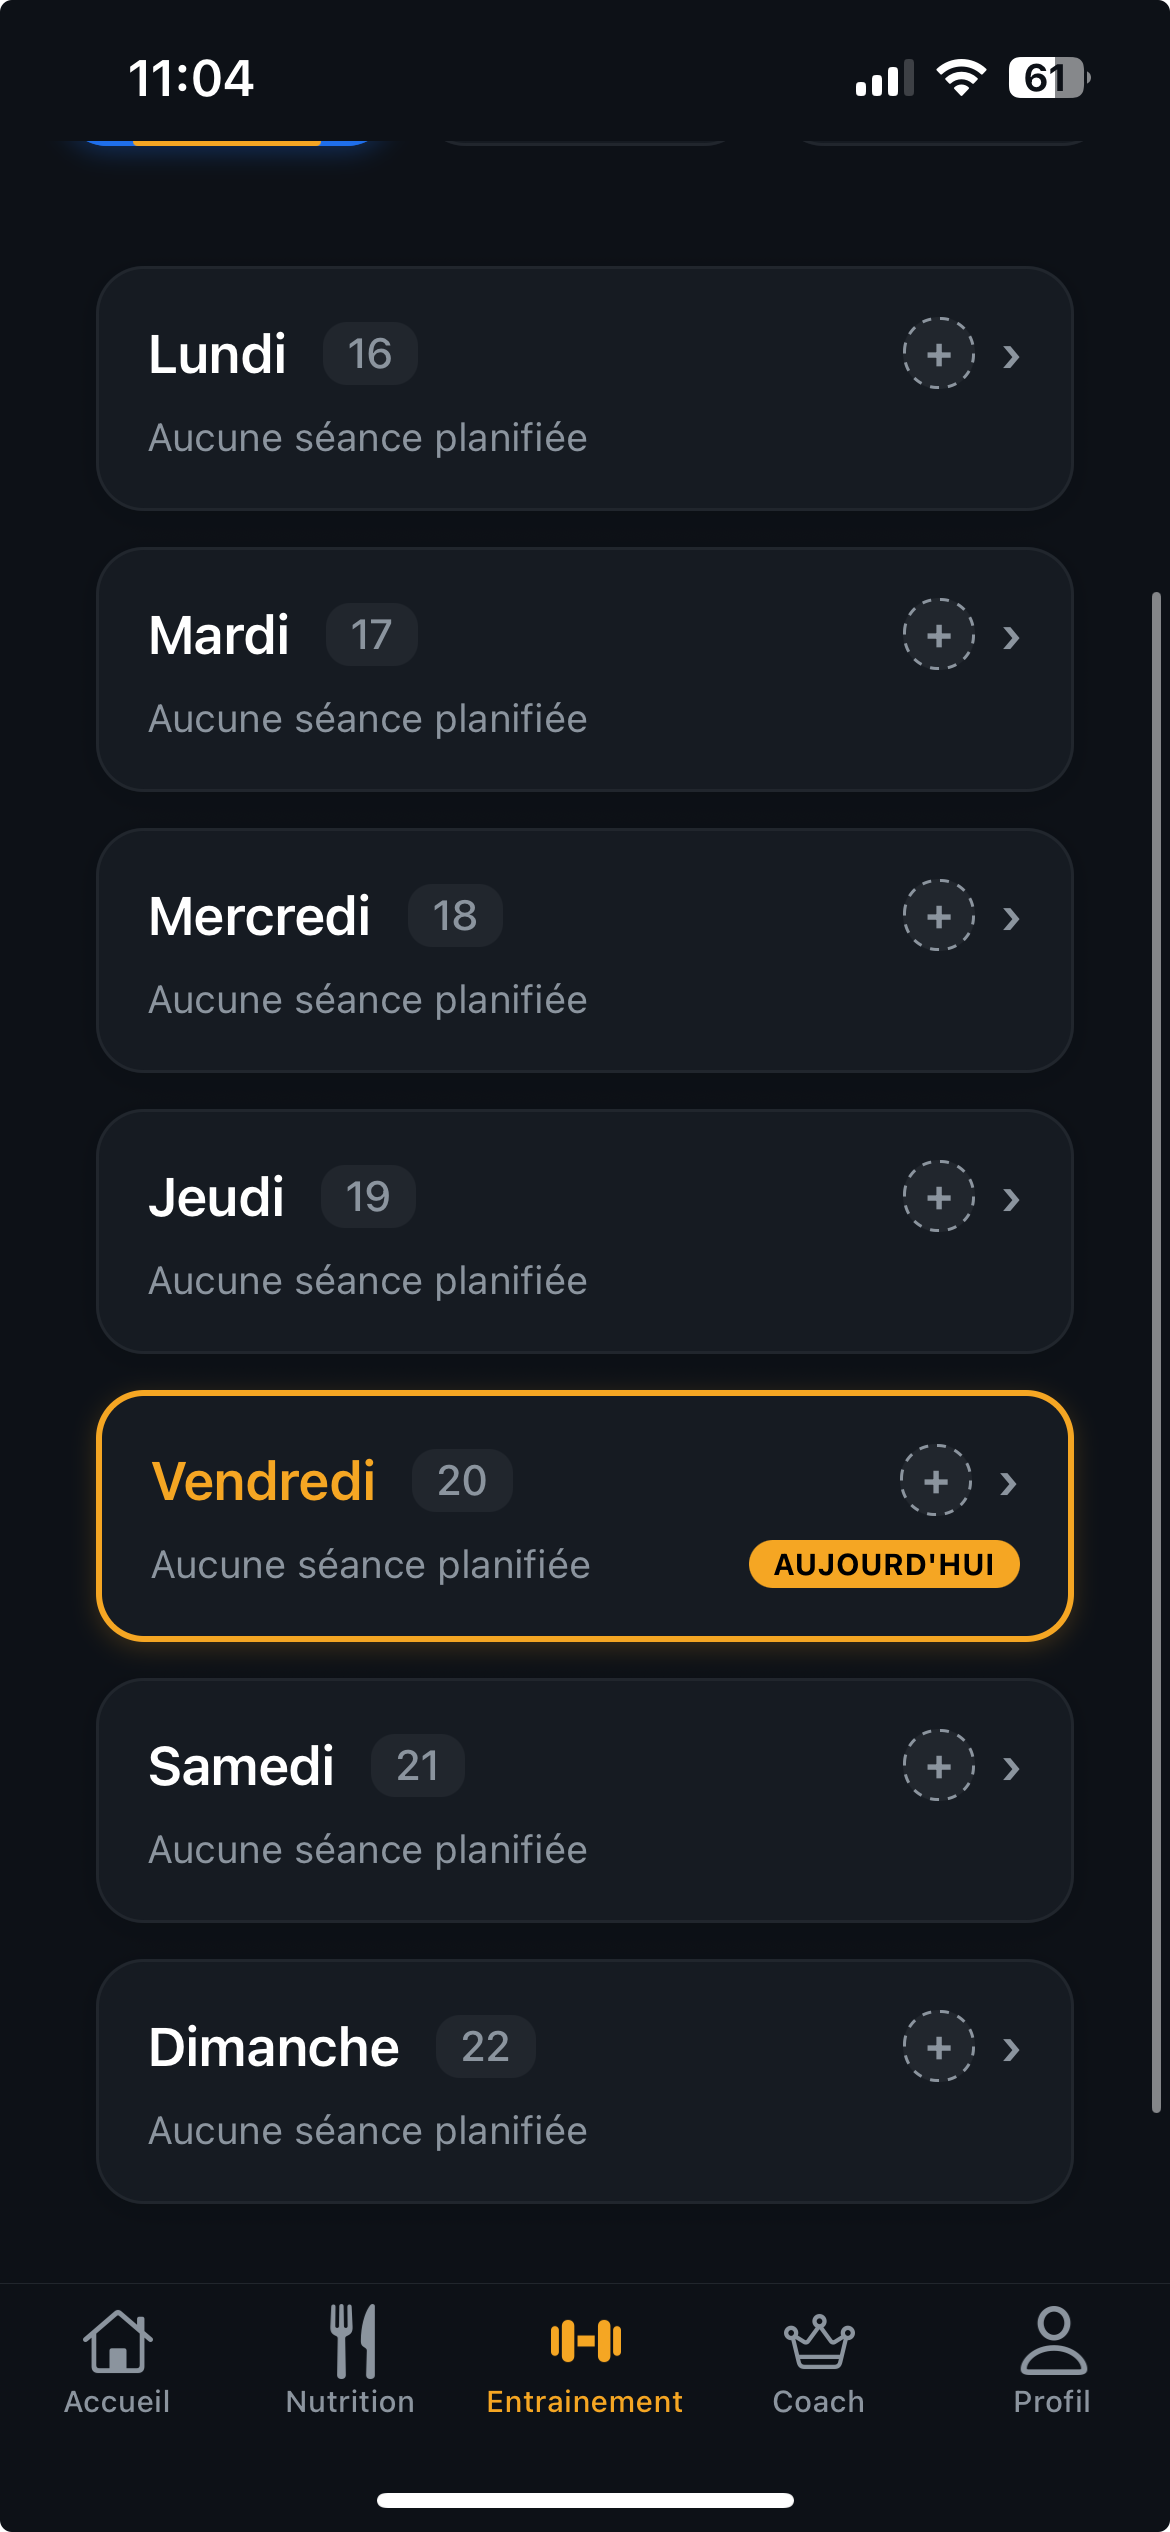 11:04
61
Lundi 16
+ ›
Aucune séance planifiée
Mardi 17
+ ›
Aucune séance planifiée
Mercredi 18
+ ›
Aucune séance planifiée
Jeudi 19
+ ›
Aucune séance planifiée
Vendredi 20
+ ›
Aucune séance planifiée
AUJOURD'HUI
Samedi 21
+ ›
Aucune séance planifiée
Dimanche 22
+ ›
Aucune séance planifiée
Accueil
Nutrition
Entrainement
Coach
Profil